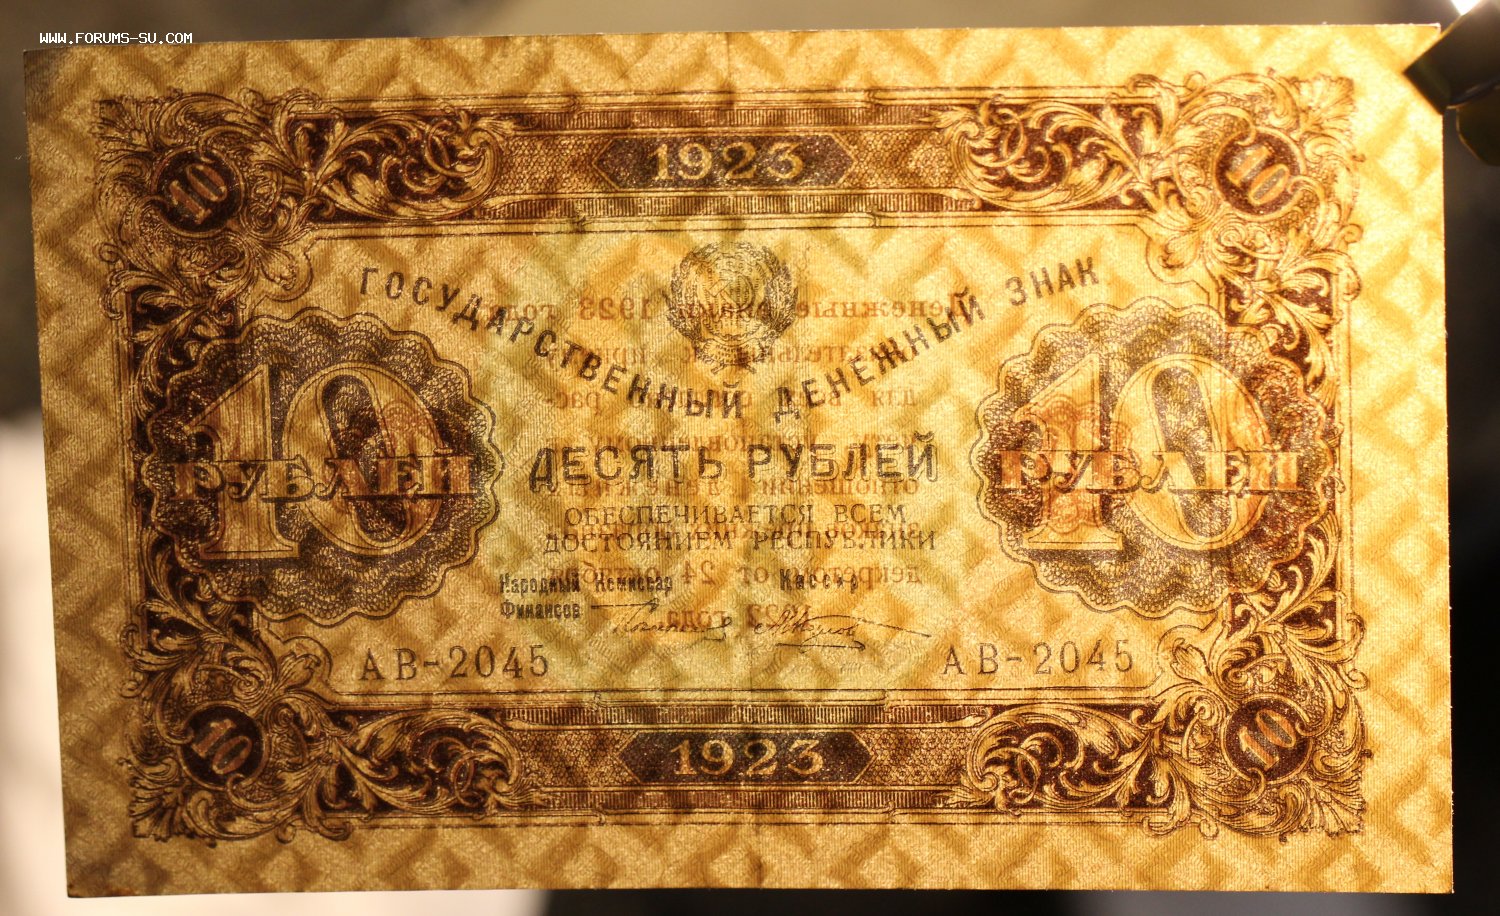 WWW.FORUMS-SU.COM
1923
10 10
ГОСУДАРСТВЕННЫЙ ДЕНЕЖНЫЙ ЗНАК
10 10
ДЕСЯТЬ РУБЛЕЙ
РУБЛЕЙ РУБЛЕЙ
ОБЕСПЕЧИВАЕТСЯ ВСЕМ
ДОСТОЯНИЕМ РЕСПУБЛИКИ
Народный Комиссар Кассир
Финансов
АВ-2045 АВ-2045
10 10
1923